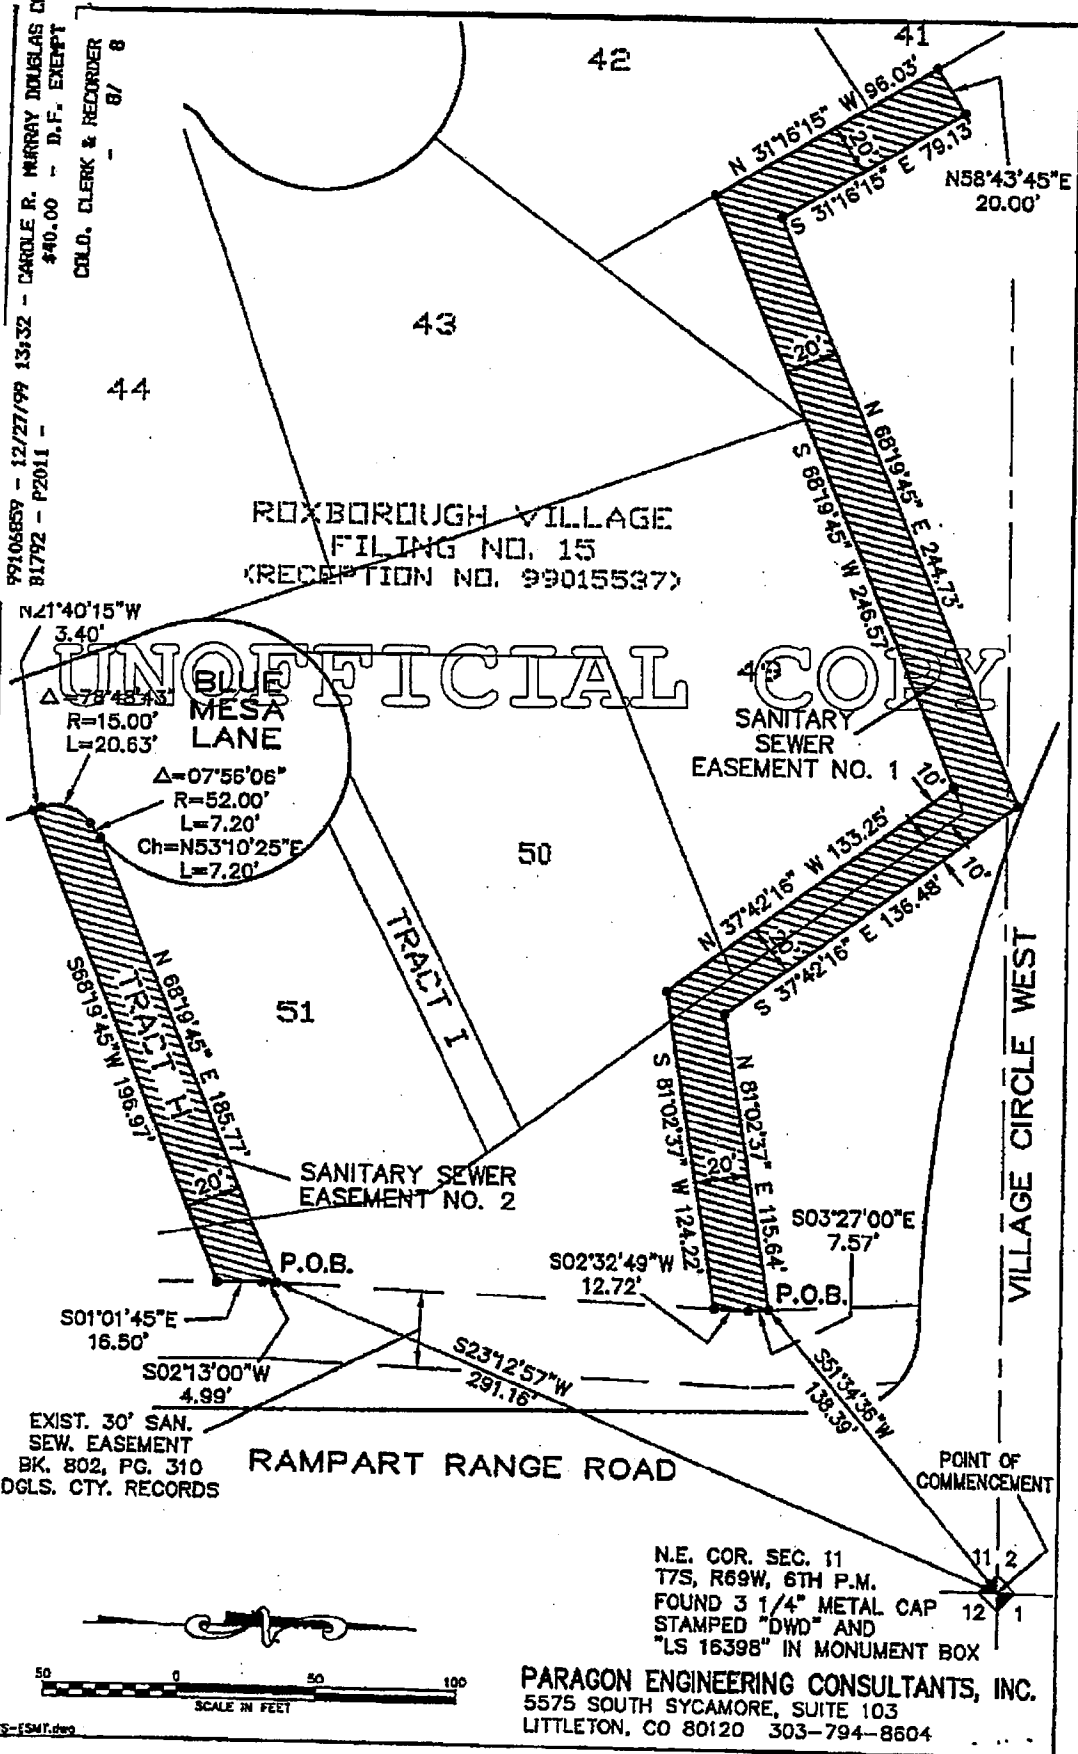 99106859 - 12/27/99 13:32 - CAROLE R. MURRAY DOUGLAS
B1792 - P2011 - $40.00 - D.F. EXEMPT
COLO. CLERK & RECORDER
- 8/ 8
42
41
N 31°16'15" W 96.03'
20'
S 31°16'15" E 79.13'
N58°43'45"E
20.00'
43
44
20'
N 68°19'45" E 244.73'
S 68°19'45" W 246.57'
ROXBOROUGH VILLAGE
FILING NO. 15
(RECEPTION NO. 99015537)
N21°40'15"W
3.40'
UNOFFICIAL COPY
Δ=78°48'43"
R=15.00'
L=20.63'
BLUE
MESA
LANE
49
SANITARY
SEWER
EASEMENT NO. 1
Δ=07°56'06"
R=52.00'
L=7.20'
Ch=N53°10'25"E
L=7.20'
10'
10'
50
N 37°42'16" W 133.25'
20'
S 37°42'16" E 136.48'
TRACT I
51
S68°19'45"W 196.97'
TRACT H
N 68°19'45" E 185.77'
20'
SANITARY SEWER
EASEMENT NO. 2
S 81°02'37" W 124.22'
20'
N 81°02'37" E 115.64'
VILLAGE CIRCLE WEST
S03°27'00"E
7.57'
S02°32'49"W
12.72'
P.O.B.
P.O.B.
S01°01'45"E
16.50'
S02°13'00"W
4.99'
S23°12'57"W
291.16'
S51°34'36"W
138.39'
EXIST. 30' SAN.
SEW. EASEMENT
BK. 802, PG. 310
DGLS. CTY. RECORDS
RAMPART RANGE ROAD
POINT OF
COMMENCEMENT
11 2
12 1
N.E. COR. SEC. 11
T7S, R69W, 6TH P.M.
FOUND 3 1/4" METAL CAP
STAMPED "DWD" AND
"LS 16398" IN MONUMENT BOX
50 0 50 100
SCALE IN FEET
PARAGON ENGINEERING CONSULTANTS, INC.
5575 SOUTH SYCAMORE, SUITE 103
LITTLETON, CO 80120 303-794-8604
S-ESMT.dwg